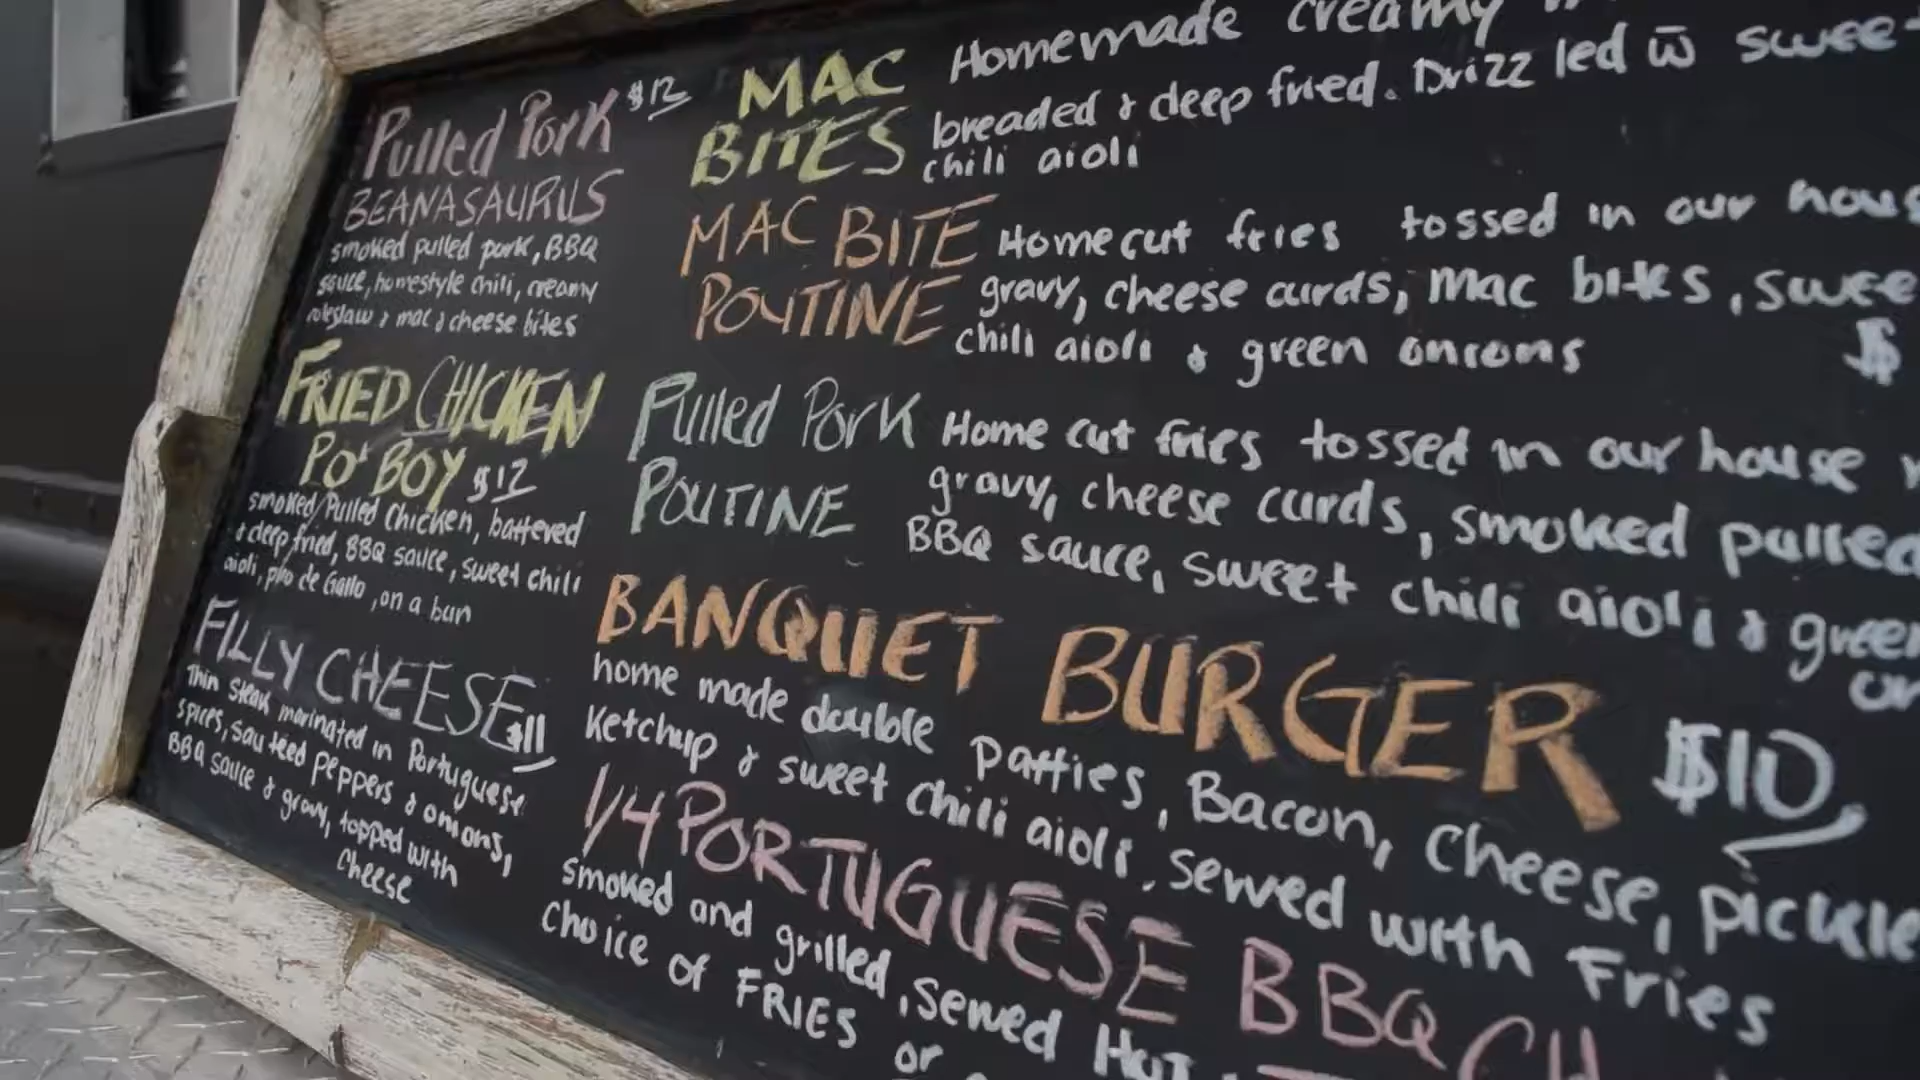 Pulled Pork $12
BEANASAURUS
smoked pulled pork, BBQ
sauce, homestyle chili, creamy
coleslaw & mac & cheese bites
FRIED CHICKEN
PO' BOY $12
smoked/Pulled Chicken, battered
& deep fried, BBQ sauce, sweet chili
aioli, pico de Gallo, on a bun
FILLY CHEESE $11
Thin steak marinated in Portuguese
spices, sauteed peppers & onions,
BBQ sauce & gravy, topped with
cheese
MAC
BITES
Homemade creamy
breaded & deep fried. Drizzled w̄ swee-
chili aioli
MAC BITE
POUTINE
Homecut fries tossed in our hous
gravy, cheese curds, mac bites, swee
chili aioli & green onions
$
Pulled Pork
POUTINE
Home cut fries tossed in our house
gravy, cheese curds, smoked pulled
BBQ sauce, sweet chili aioli & green
on
BANQUET BURGER $10
home made double patties, Bacon, cheese, pickle
Ketchup & sweet chili aioli. Served with Fries
1/4 PORTUGUESE BBQ CH
smoked and grilled, served HOT
choice of FRIES or